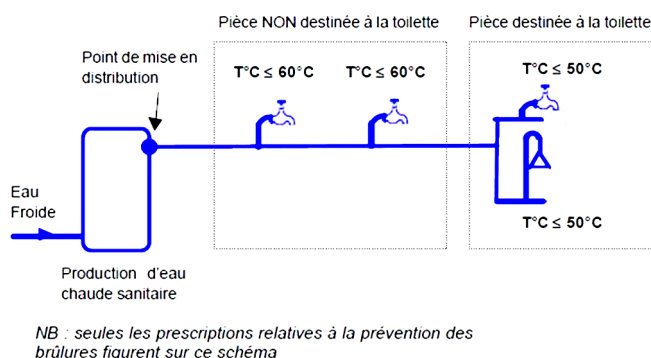 Pièce NON destinée à la toilette
Pièce destinée à la toilette
Point de mise en
distribution
T°C ≤ 60°C
T°C ≤ 60°C
T°C ≤ 50°C
Eau
Froide
T°C ≤ 50°C
Production d'eau
chaude sanitaire
NB : seules les prescriptions relatives à la prévention des
brûlures figurent sur ce schéma